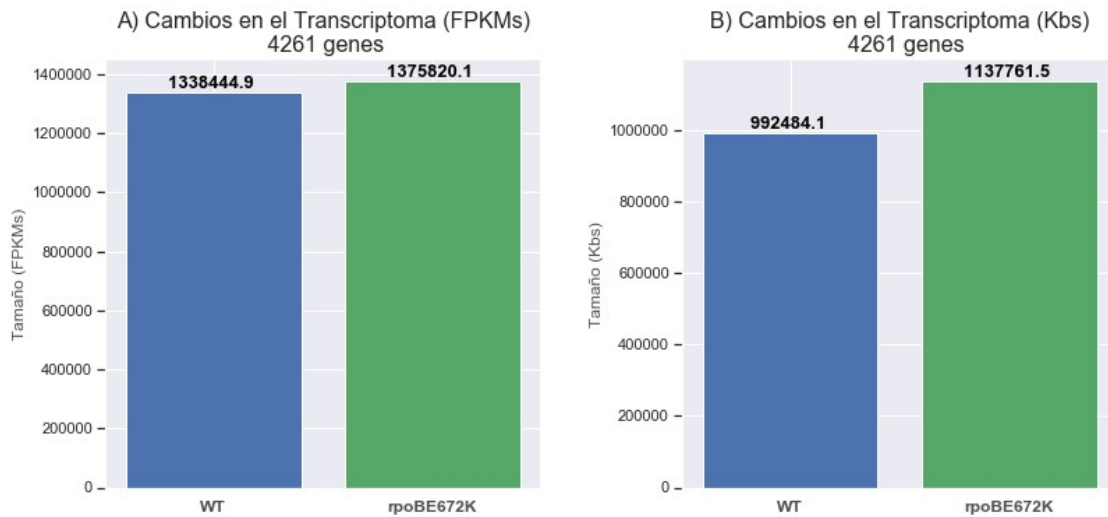 A) Cambios en el Transcriptoma (FPKMs)
4261 genes
1400000
1200000
1000000
800000
600000
400000
200000
0
Tamaño (FPKMs)
1338444.9
1375820.1
WT
rpoBE672K
B) Cambios en el Transcriptoma (Kbs)
4261 genes
1000000
800000
600000
400000
200000
0
Tamaño (Kbs)
992484.1
1137761.5
WT
rpoBE672K